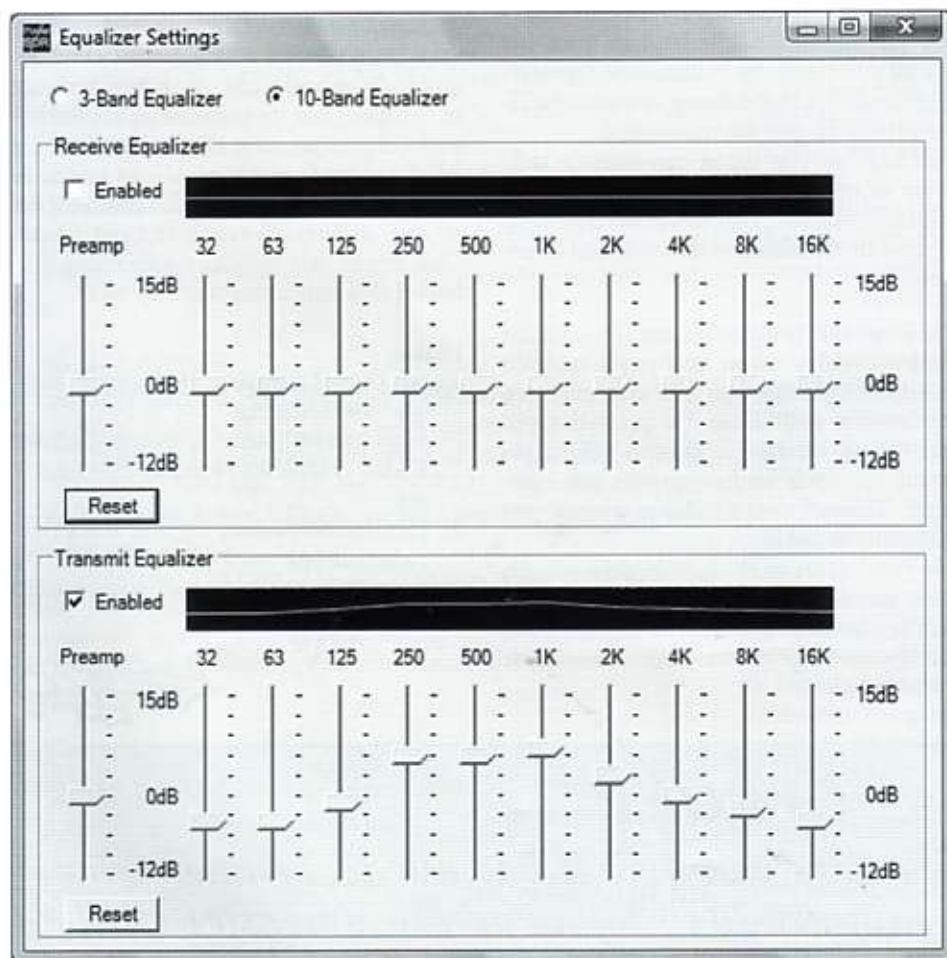 Equalizer Settings
3-Band Equalizer 10-Band Equalizer
Receive Equalizer
Enabled
Preamp 32 63 125 250 500 1K 2K 4K 8K 16K
15dB 15dB
0dB 0dB
-12dB -12dB
Reset
Transmit Equalizer
Enabled
Preamp 32 63 125 250 500 1K 2K 4K 8K 16K
15dB 15dB
0dB 0dB
-12dB -12dB
Reset